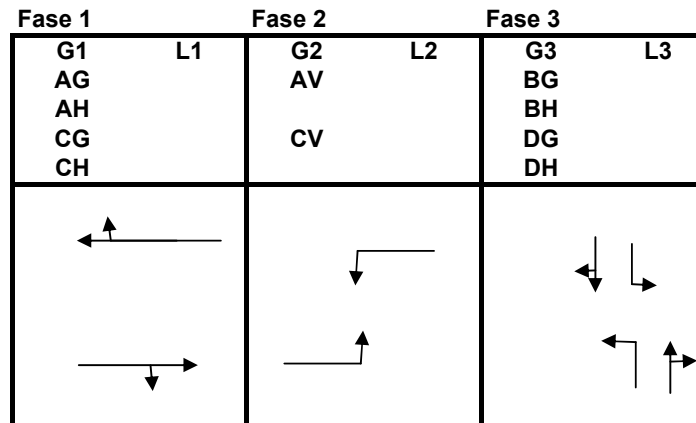 Fase 1 Fase 2 Fase 3
G1 L1 G2 L2 G3 L3
AG AV BG
AH BH
CG CV DG
CH DH